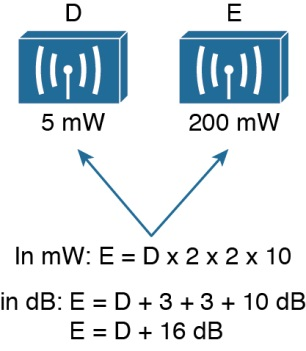 D E
5 mW 200 mW
In mW: E = D x 2 x 2 x 10
in dB: E = D + 3 + 3 + 10 dB
E = D + 16 dB